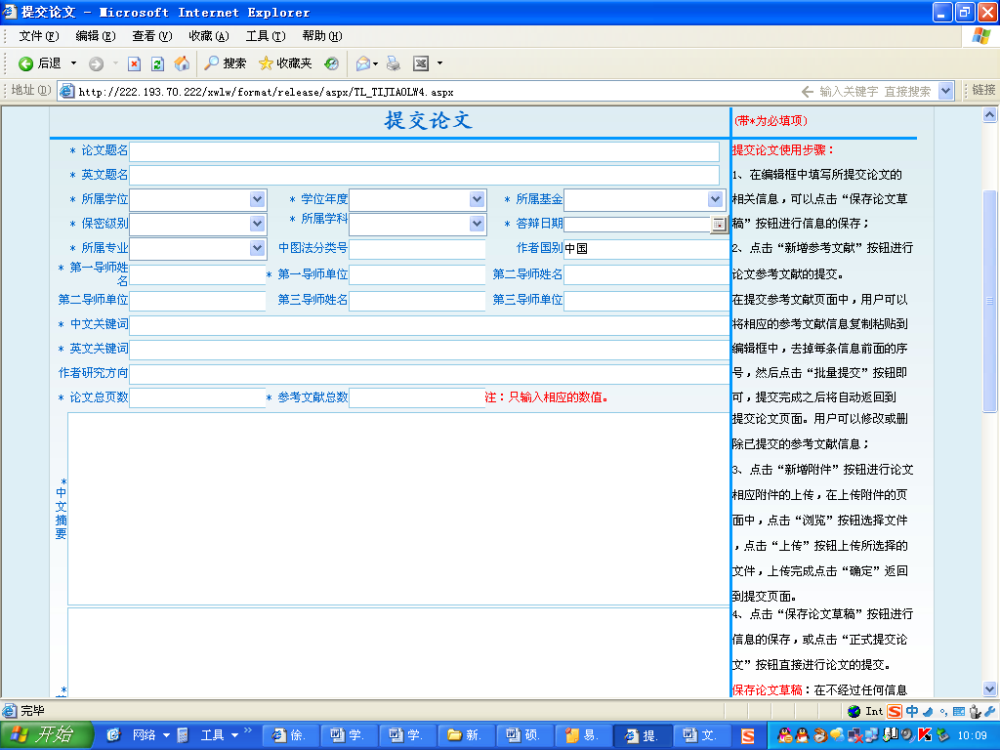 提交论文 - Microsoft Internet Explorer
文件(F) 编辑(E) 查看(V) 收藏(A) 工具(T) 帮助(H)
后退 搜索 收藏夹
地址(D) http://222.193.70.222/xwlw/format/release/aspx/TL_TIJIAOLW4.aspx 输入关键字 直接搜索 链接
提交论文
(带*为必填项)
* 论文题名
* 英文题名
* 所属学位 * 学位年度 * 所属基金
* 保密级别 * 所属学科 * 答辩日期
* 所属专业 中图法分类号 作者国别 中国
* 第一导师姓名 * 第一导师单位 第二导师姓名
第二导师单位 第三导师姓名 第三导师单位
* 中文关键词
* 英文关键词
作者研究方向
* 论文总页数 * 参考文献总数 注：只输入相应的数值。
* 中文摘要
*
提交论文使用步骤：
1、在编辑框中填写所提交论文的
相关信息，可以点击“保存论文草
稿”按钮进行信息的保存；
2、点击“新增参考文献”按钮进行
论文参考文献的提交。
在提交参考文献页面中，用户可以
将相应的参考文献信息复制粘贴到
编辑框中，去掉每条信息前面的序
号，然后点击“批量提交”按钮即
可，提交完成之后将自动返回到
提交论文页面。用户可以修改或删
除已提交的参考文献信息；
3、点击“新增附件”按钮进行论文
相应附件的上传，在上传附件的页
面中，点击“浏览”按钮选择文件
，点击“上传”按钮上传所选择的
文件，上传完成点击“确定”返回
到提交页面。
4、点击“保存论文草稿”按钮进行
信息的保存，或点击“正式提交论
文”按钮直接进行论文的提交。
保存论文草稿：在不经过任何信息
完毕 Int 中
开始 网络 工具 » 徐. 学. 学. 新. 硕. 易. 提. 文. 10:09